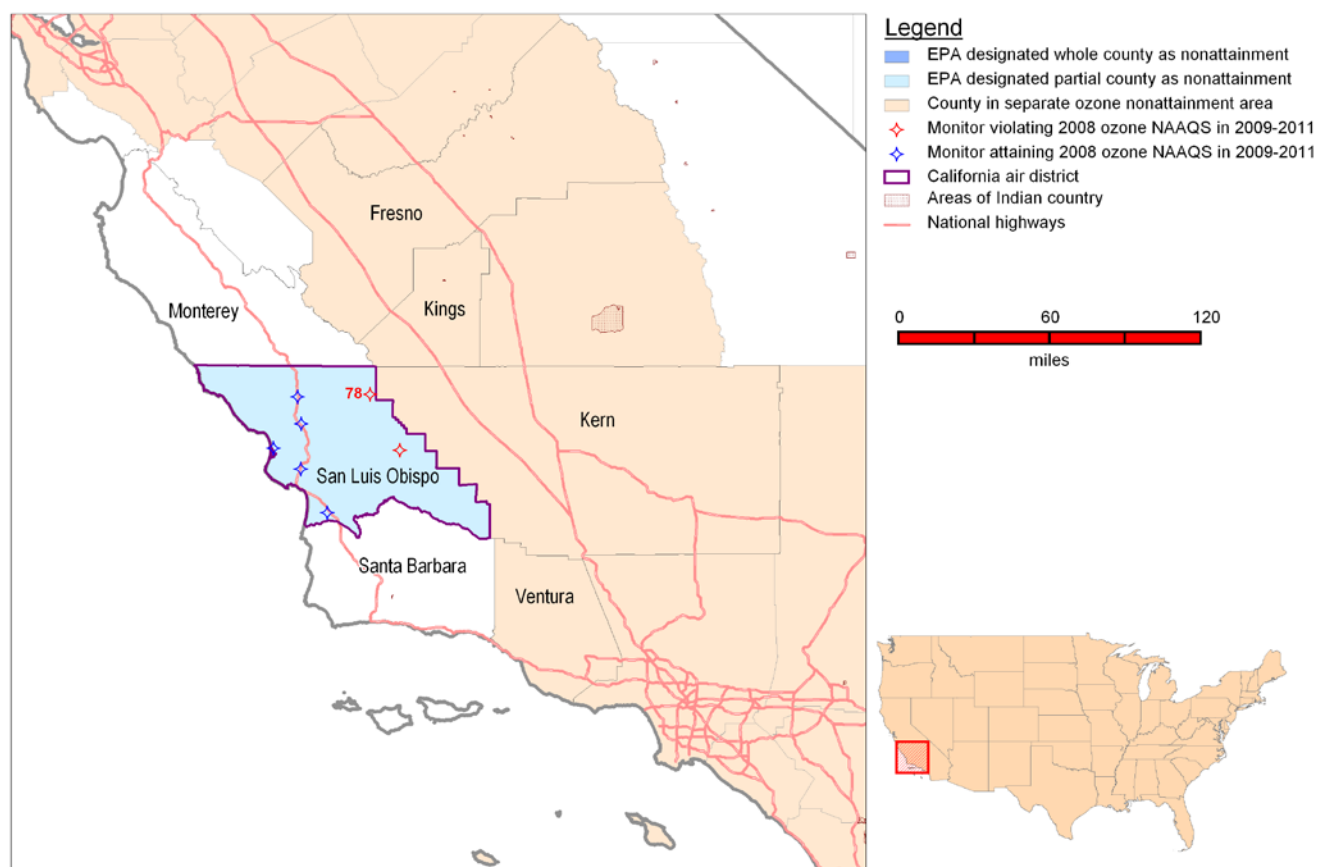 Legend
EPA designated whole county as nonattainment
EPA designated partial county as nonattainment
County in separate ozone nonattainment area
Monitor violating 2008 ozone NAAQS in 2009-2011
Monitor attaining 2008 ozone NAAQS in 2009-2011
California air district
Areas of Indian country
National highways
Fresno
Kings
Monterey
0 60 120
miles
78
Kern
San Luis Obispo
Santa Barbara
Ventura